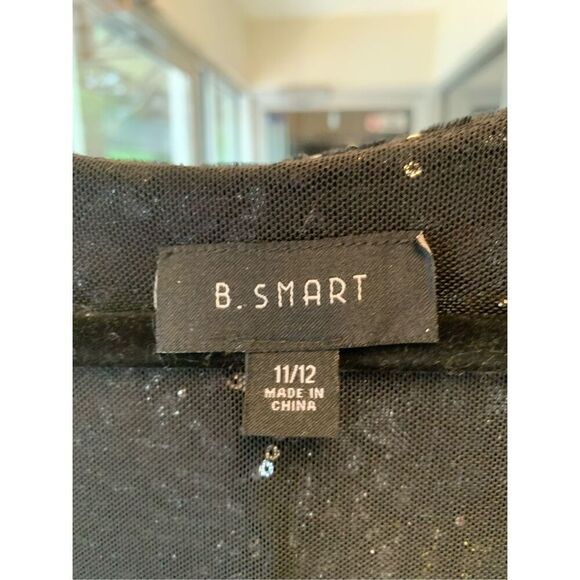 B. SMART
11/12
MADE IN
CHINA